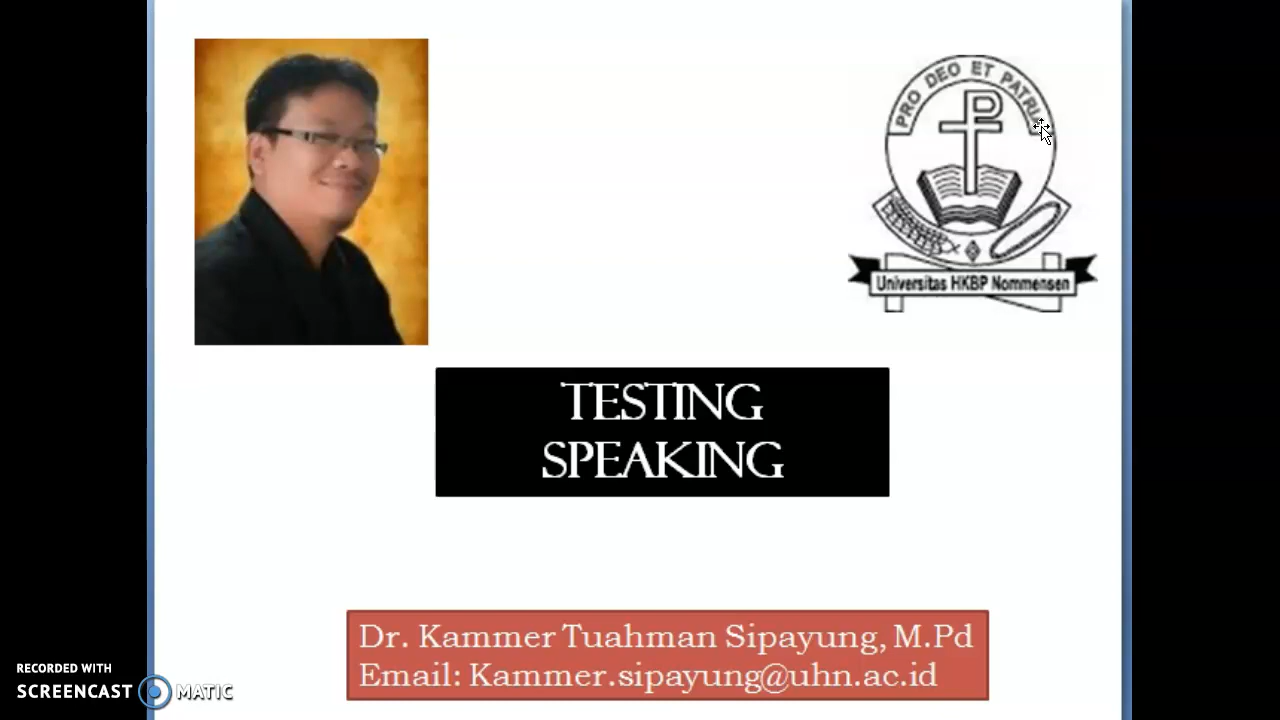 PRO DEO ET PATRIA
Universitas HKBP Nommensen
TESTING
SPEAKING
Dr. Kammer Tuahman Sipayung, M.Pd
Email: Kammer.sipayung@uhn.ac.id
RECORDED WITH
SCREENCAST MATIC